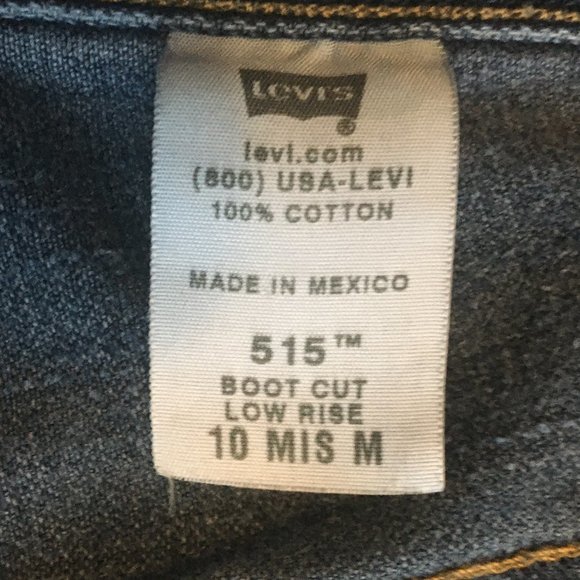 LEVI'S
®
levi.com
(800) USA-LEVI
100% COTTON
MADE IN MEXICO
515™
BOOT CUT
LOW RISE
10 MIS M